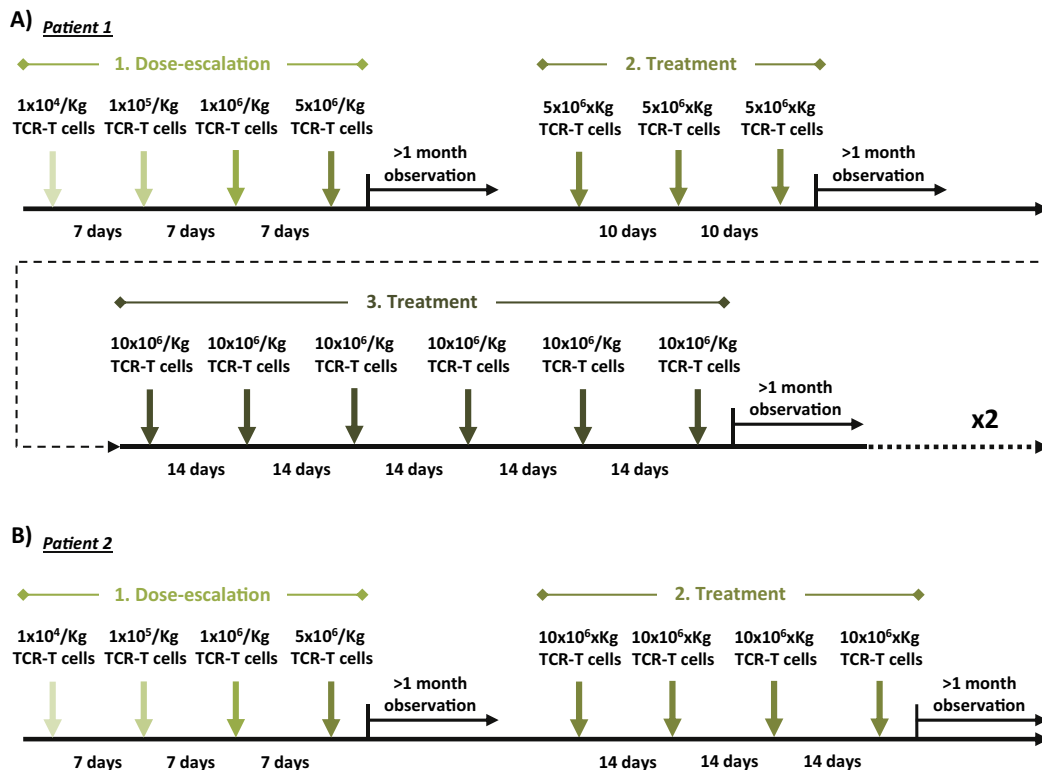 A) Patient 1
1. Dose-escalation 2. Treatment
1x10⁴/Kg 1x10⁵/Kg 1x10⁶/Kg 5x10⁶/Kg 5x10⁶xKg 5x10⁶xKg 5x10⁶xKg
TCR-T cells TCR-T cells TCR-T cells TCR-T cells TCR-T cells TCR-T cells TCR-T cells
>1 month >1 month
observation observation
7 days 7 days 7 days 10 days 10 days
3. Treatment
10x10⁶/Kg 10x10⁶/Kg 10x10⁶/Kg 10x10⁶/Kg 10x10⁶/Kg 10x10⁶/Kg
TCR-T cells TCR-T cells TCR-T cells TCR-T cells TCR-T cells TCR-T cells
>1 month
observation
x2
14 days 14 days 14 days 14 days 14 days
B) Patient 2
1. Dose-escalation 2. Treatment
1x10⁴/Kg 1x10⁵/Kg 1x10⁶/Kg 5x10⁶/Kg 10x10⁶xKg 10x10⁶xKg 10x10⁶xKg 10x10⁶xKg
TCR-T cells TCR-T cells TCR-T cells TCR-T cells TCR-T cells TCR-T cells TCR-T cells TCR-T cells
>1 month >1 month
observation observation
7 days 7 days 7 days 14 days 14 days 14 days